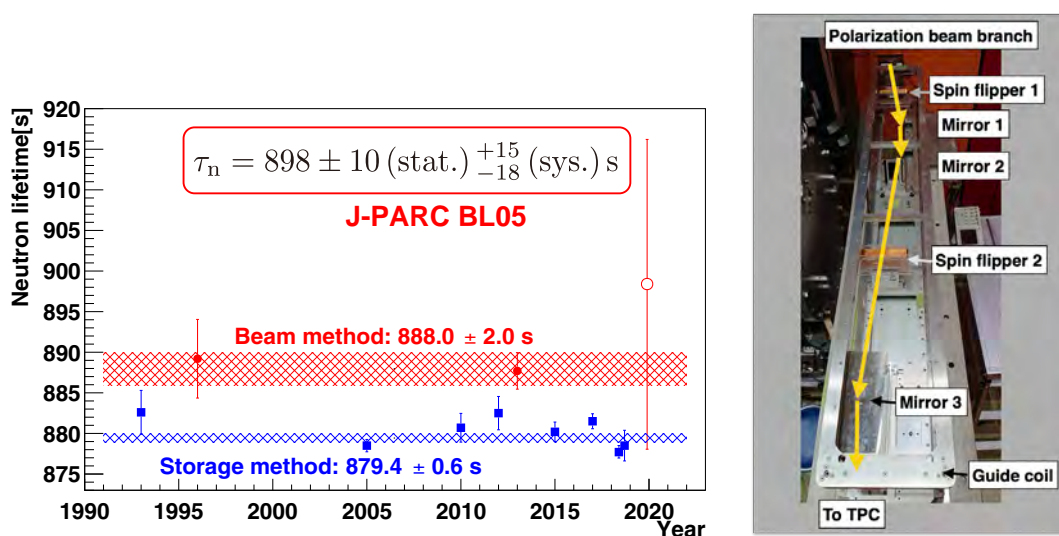 Neutron lifetime[s]
920
915
910
905
900
895
890
885
880
875
τn = 898 ± 10 (stat.) +15 −18 (sys.) s
J-PARC BL05
Beam method: 888.0 ± 2.0 s
Storage method: 879.4 ± 0.6 s
1990 1995 2000 2005 2010 2015 2020
Year
Polarization beam branch
Spin flipper 1
Mirror 1
Mirror 2
Spin flipper 2
Mirror 3
Guide coil
To TPC